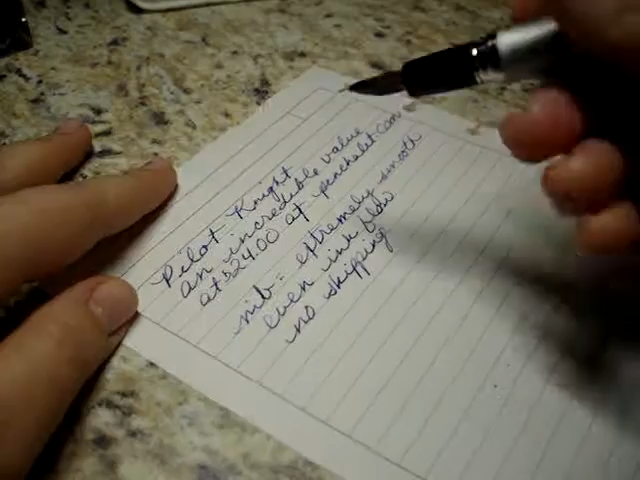 Pilot Knight
an incredible value
at $24.00 at penchalet.com
nib = extremely smooth
even ink flow
no skipping